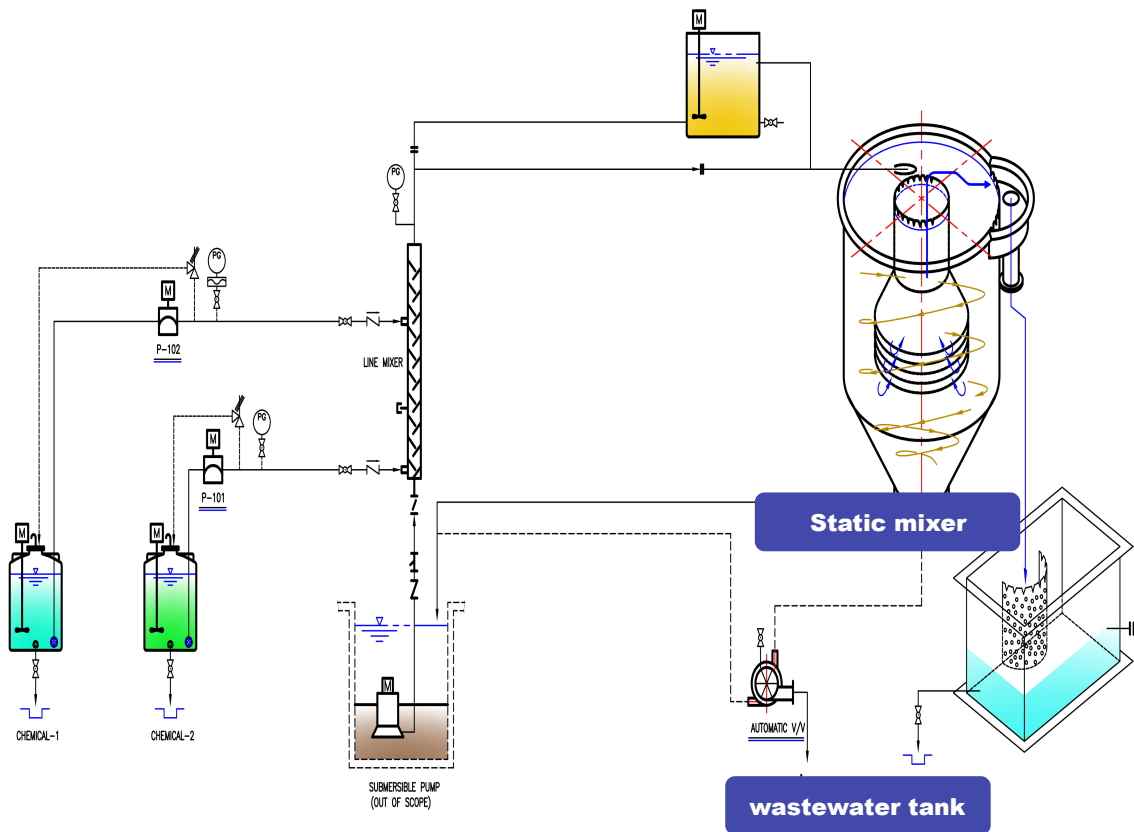 M
PG
PG
M
P-102
LINE MIXER
PG
M
P-101
Static mixer
M
M
M
AUTOMATIC V/V
CHEMICAL-1
CHEMICAL-2
SUBMERSIBLE PUMP
(OUT OF SCOPE)
wastewater tank